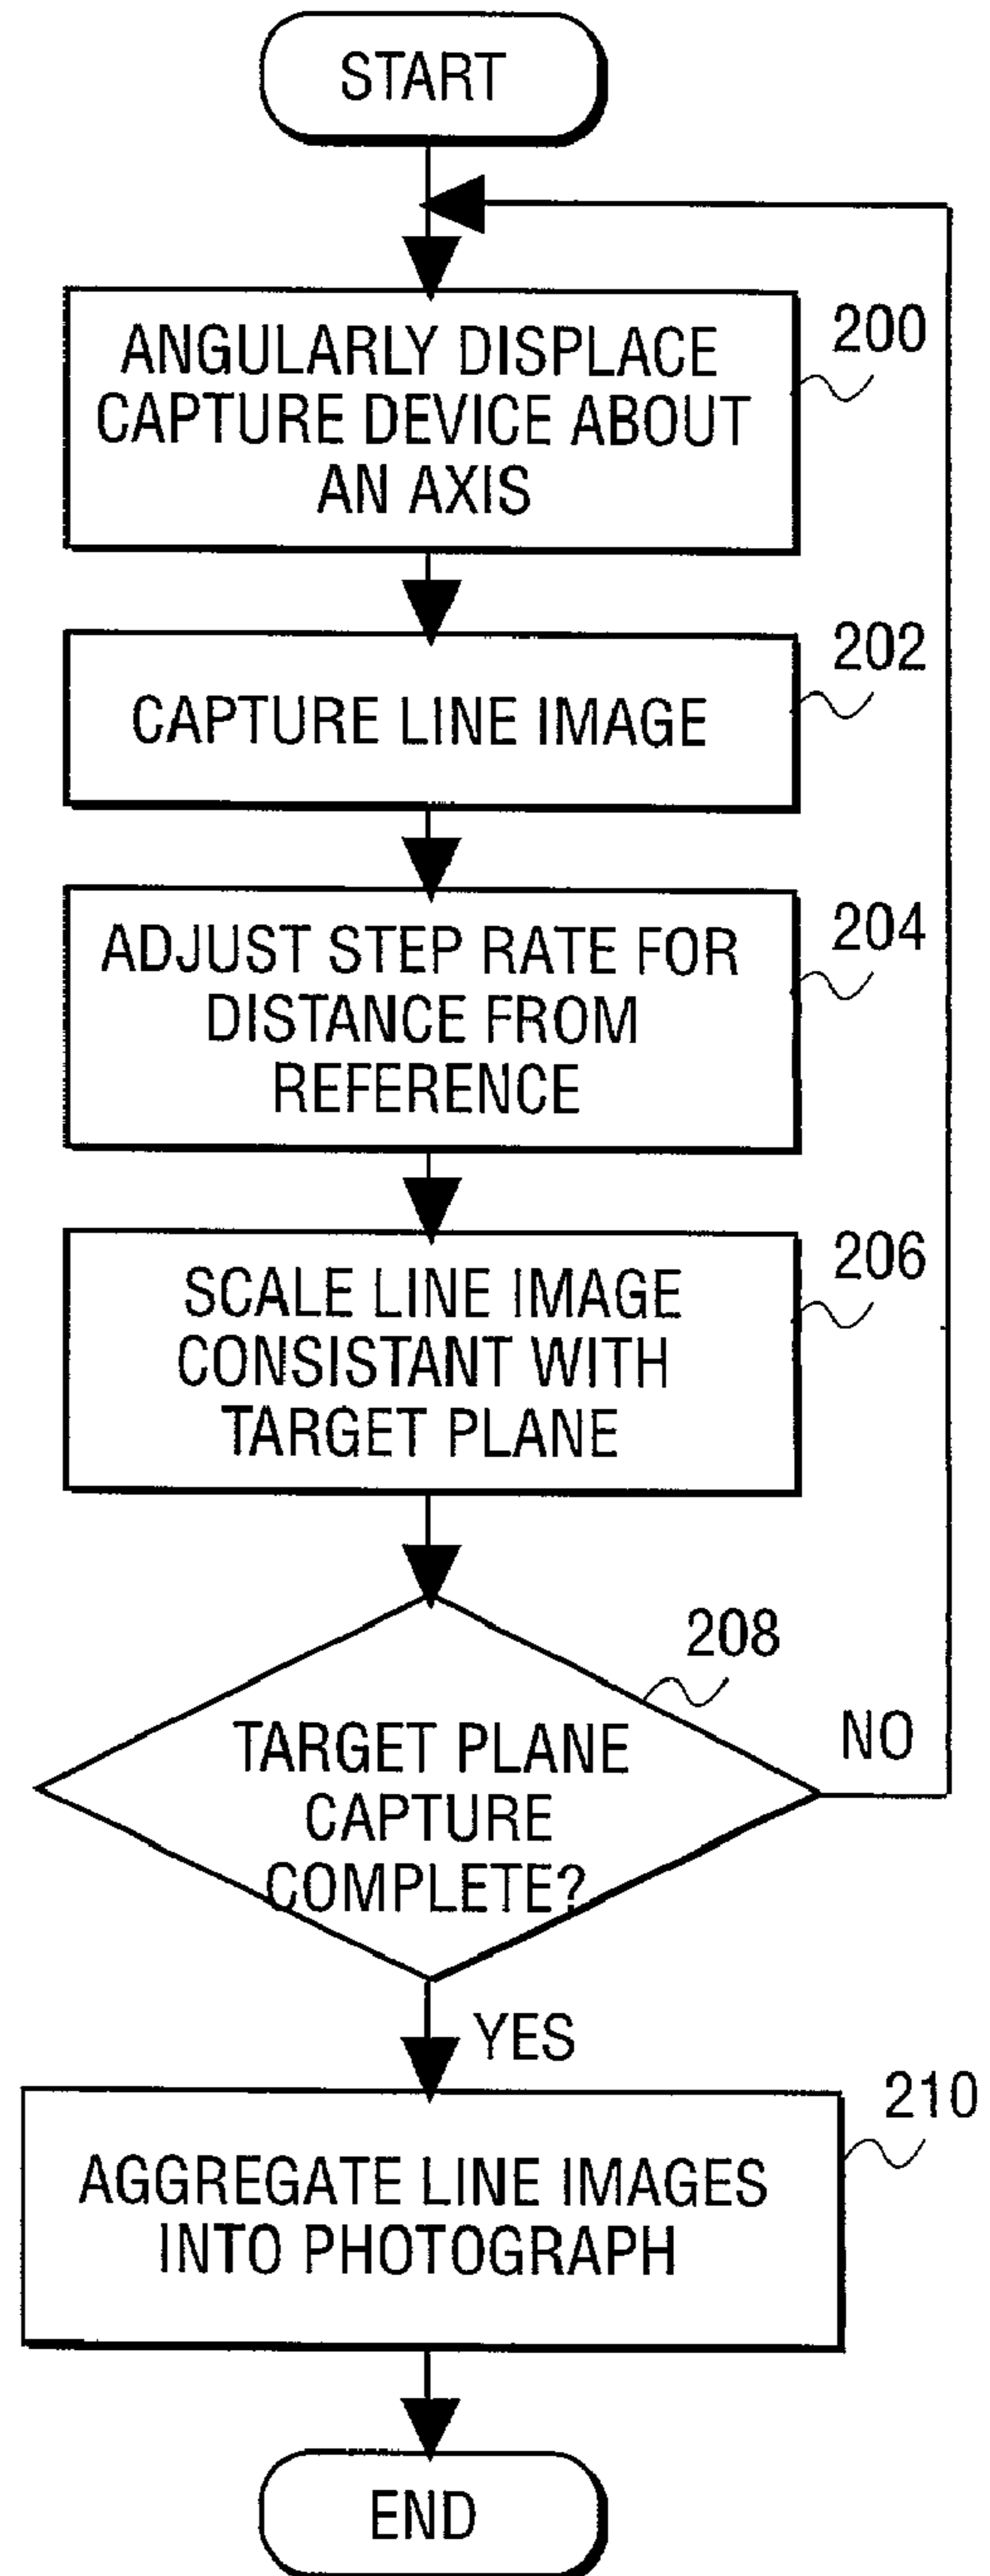 START
ANGULARLY DISPLACE
CAPTURE DEVICE ABOUT
AN AXIS
200
CAPTURE LINE IMAGE
202
ADJUST STEP RATE FOR
DISTANCE FROM
REFERENCE
204
SCALE LINE IMAGE
CONSISTANT WITH
TARGET PLANE
206
TARGET PLANE
CAPTURE
COMPLETE?
208
NO
YES
AGGREGATE LINE IMAGES
INTO PHOTOGRAPH
210
END